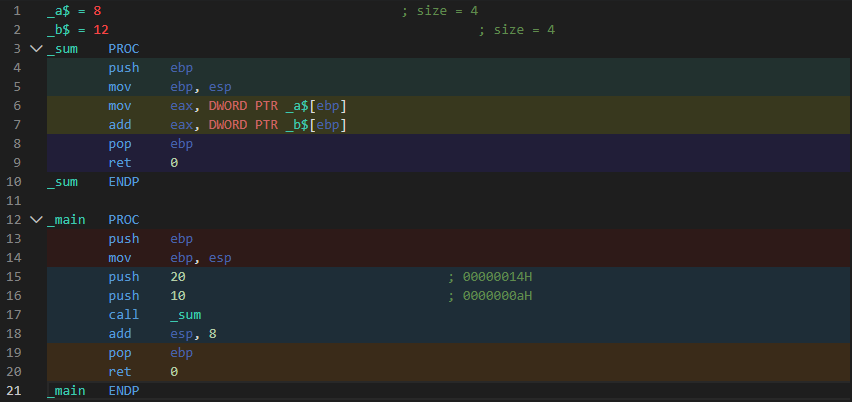 1 _a$ = 8 ; size = 4
2 _b$ = 12 ; size = 4
3 _sum PROC
4 push ebp
5 mov ebp, esp
6 mov eax, DWORD PTR _a$[ebp]
7 add eax, DWORD PTR _b$[ebp]
8 pop ebp
9 ret 0
10 _sum ENDP
11
12 _main PROC
13 push ebp
14 mov ebp, esp
15 push 20 ; 00000014H
16 push 10 ; 0000000aH
17 call _sum
18 add esp, 8
19 pop ebp
20 ret 0
21 _main ENDP